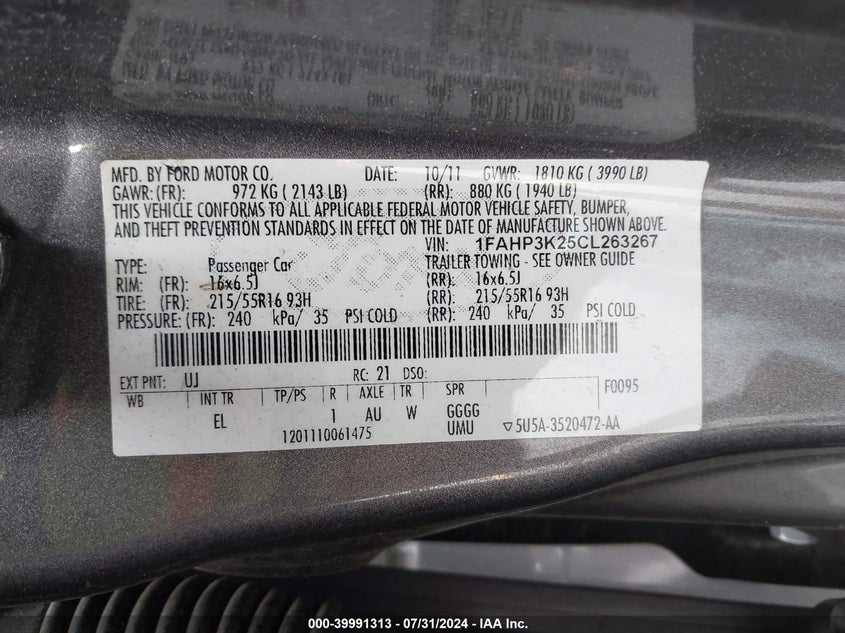 MFD. BY FORD MOTOR CO. DATE: 10/11 GVWR: 1810 KG ( 3990 LB)
GAWR: (FR): 972 KG ( 2143 LB) (RR): 880 KG ( 1940 LB)
THIS VEHICLE CONFORMS TO ALL APPLICABLE FEDERAL MOTOR VEHICLE SAFETY, BUMPER,
AND THEFT PREVENTION STANDARDS IN EFFECT ON THE DATE OF MANUFACTURE SHOWN ABOVE.
VIN: 1FAHP3K25CL263267
TYPE: Passenger Car TRAILER TOWING - SEE OWNER GUIDE
RIM: (FR): 16x6.5J (RR): 16x6.5J
TIRE: (FR): 215/55R16 93H (RR): 215/55R16 93H
PRESSURE: (FR): 240 kPa/ 35 PSI COLD (RR): 240 kPa/ 35 PSI COLD
EXT PNT: UJ RC: 21 DSO: F0095
WB INT TR TP/PS R AXLE TR SPR
EL 1 AU W GGGG
1201110061475 UMU ▽5U5A-3520472-AA
000-39991313 - 07/31/2024 - IAA Inc.